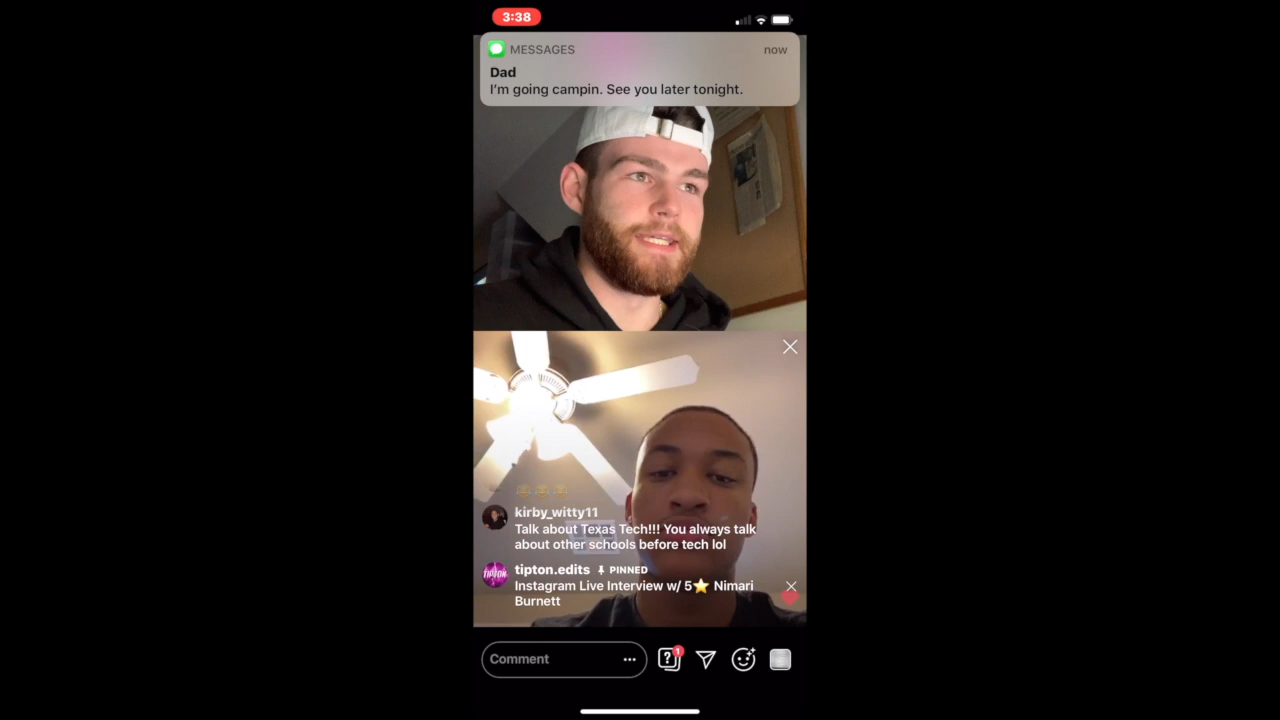 3:38
MESSAGES
now
Dad
I'm going campin. See you later tonight.
kirby_witty11
Talk about Texas Tech!!! You always talk
about other schools before tech lol
TIPTON
tipton.edits PINNED
Instagram Live Interview w/ 5⭐ Nimari
Burnett
Comment
?
1